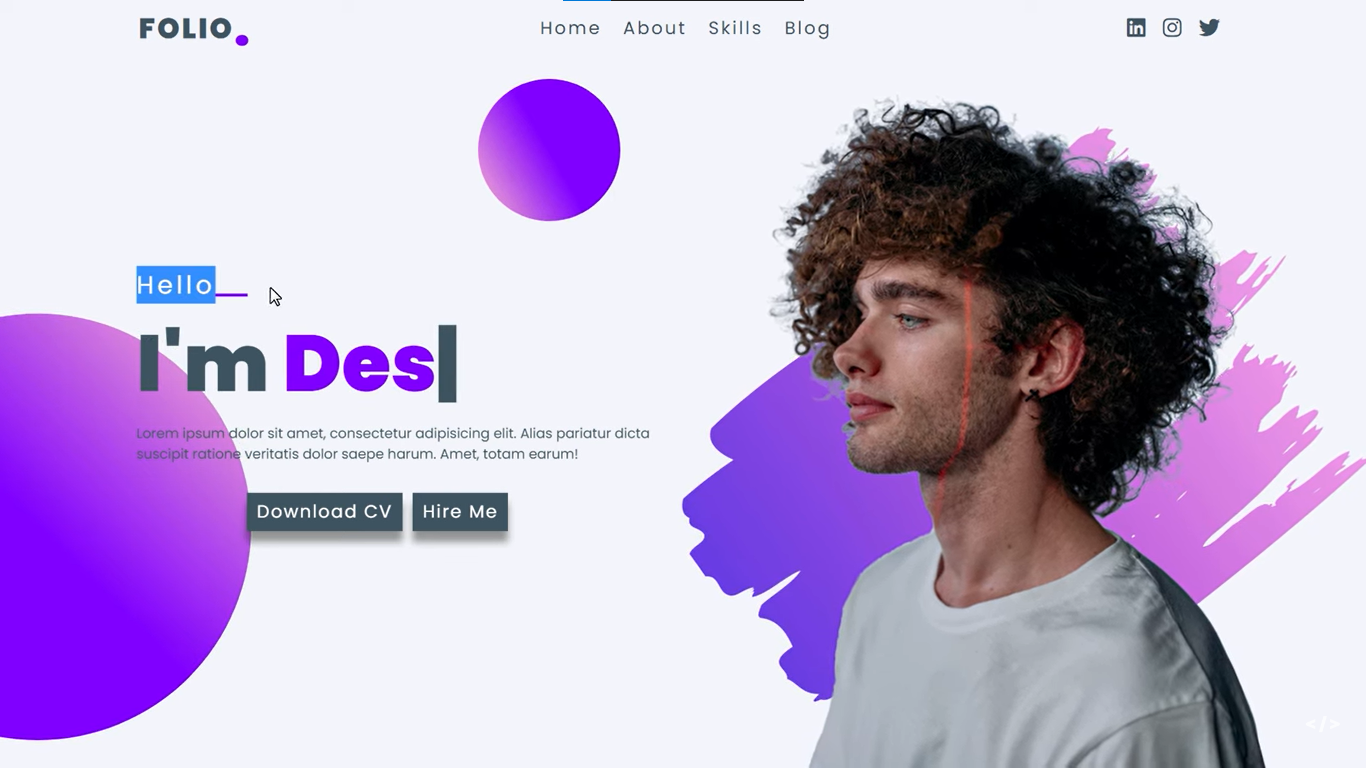 FOLIO.
Home About Skills Blog
Hello
I'm Des
Lorem ipsum dolor sit amet, consectetur adipisicing elit. Alias pariatur dicta
suscipit ratione veritatis dolor saepe harum. Amet, totam earum!
Download CV Hire Me
</>